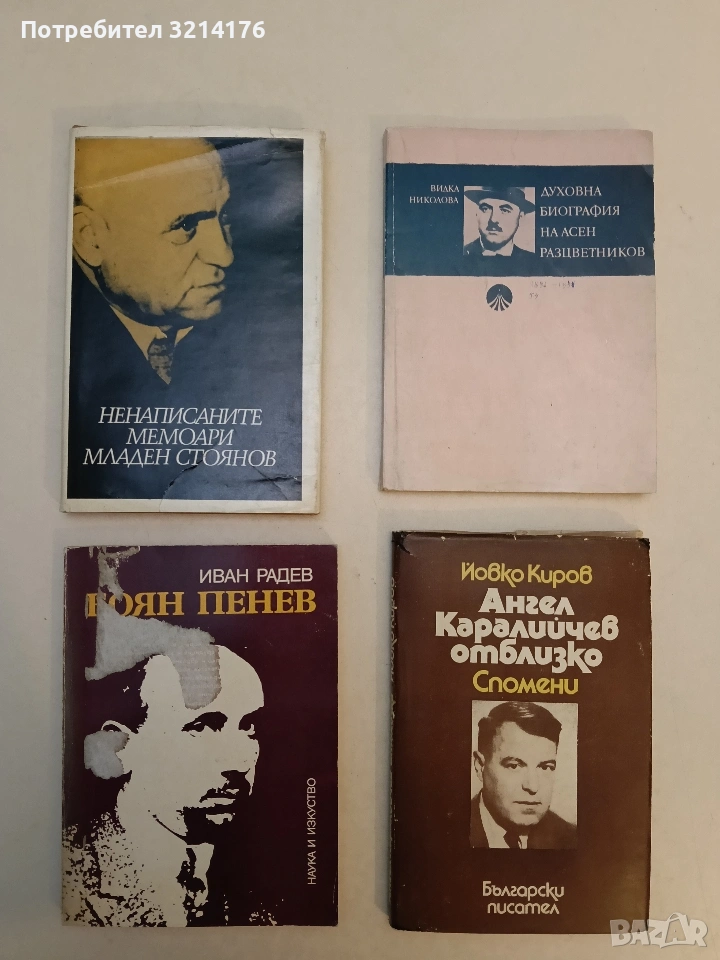 Потребител 3214176
НЕНАПИСАНИТЕ
МЕМОАРИ
МЛАДЕН СТОЯНОВ
ВИДКА
НИКОЛОВА
ДУХОВНА
БИОГРАФИЯ
НА АСЕН
РАЗЦВЕТНИКОВ
ИВАН РАДЕВ
БОЯН ПЕНЕВ
НАУКА И ИЗКУСТВО
Йовко Киров
Ангел
Каралийчев
отблизко
Спомени
Български
писател
BAZAR